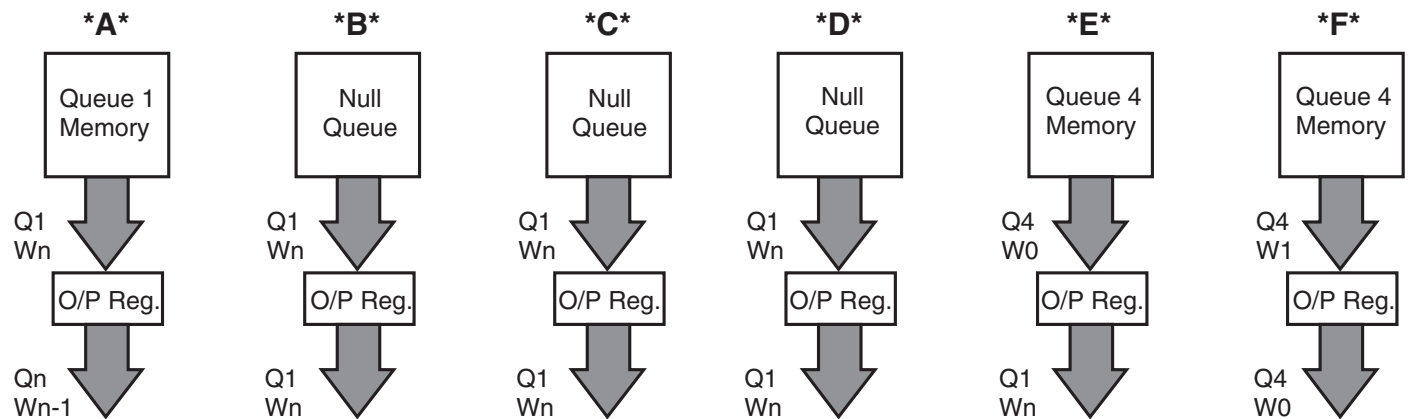 *A*
*B*
*C*
*D*
*E*
*F*
Queue 1
Memory
Null
Queue
Null
Queue
Null
Queue
Queue 4
Memory
Queue 4
Memory
Q1
Wn
Q1
Wn
Q1
Wn
Q1
Wn
Q4
W0
Q4
W1
O/P Reg.
O/P Reg.
O/P Reg.
O/P Reg.
O/P Reg.
O/P Reg.
Qn
Wn-1
Q1
Wn
Q1
Wn
Q1
Wn
Q1
Wn
Q4
W0